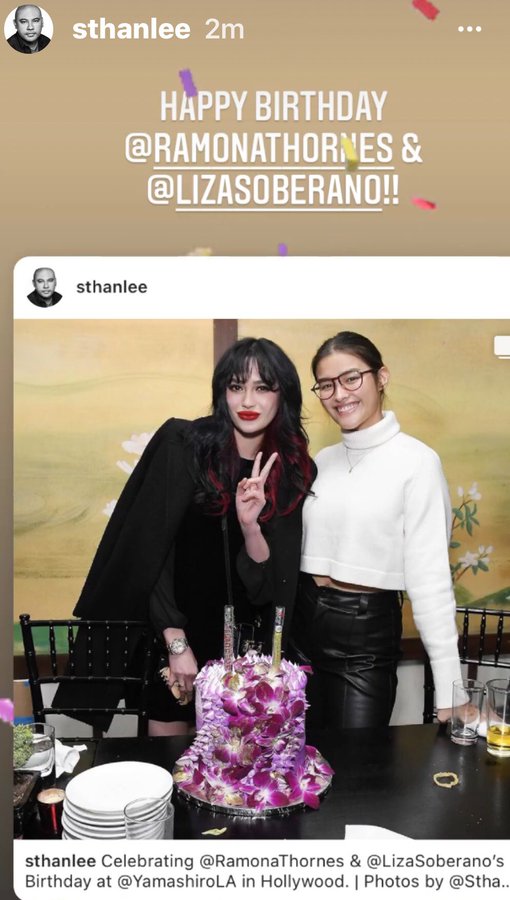 sthanlee 2m
HAPPY BIRTHDAY
@RAMONATHORNES &
@LIZASOBERANO!!
sthanlee
sthanlee Celebrating @RamonaThornes & @LizaSoberano's
Birthday at @YamashiroLA in Hollywood. | Photos by @Stha...